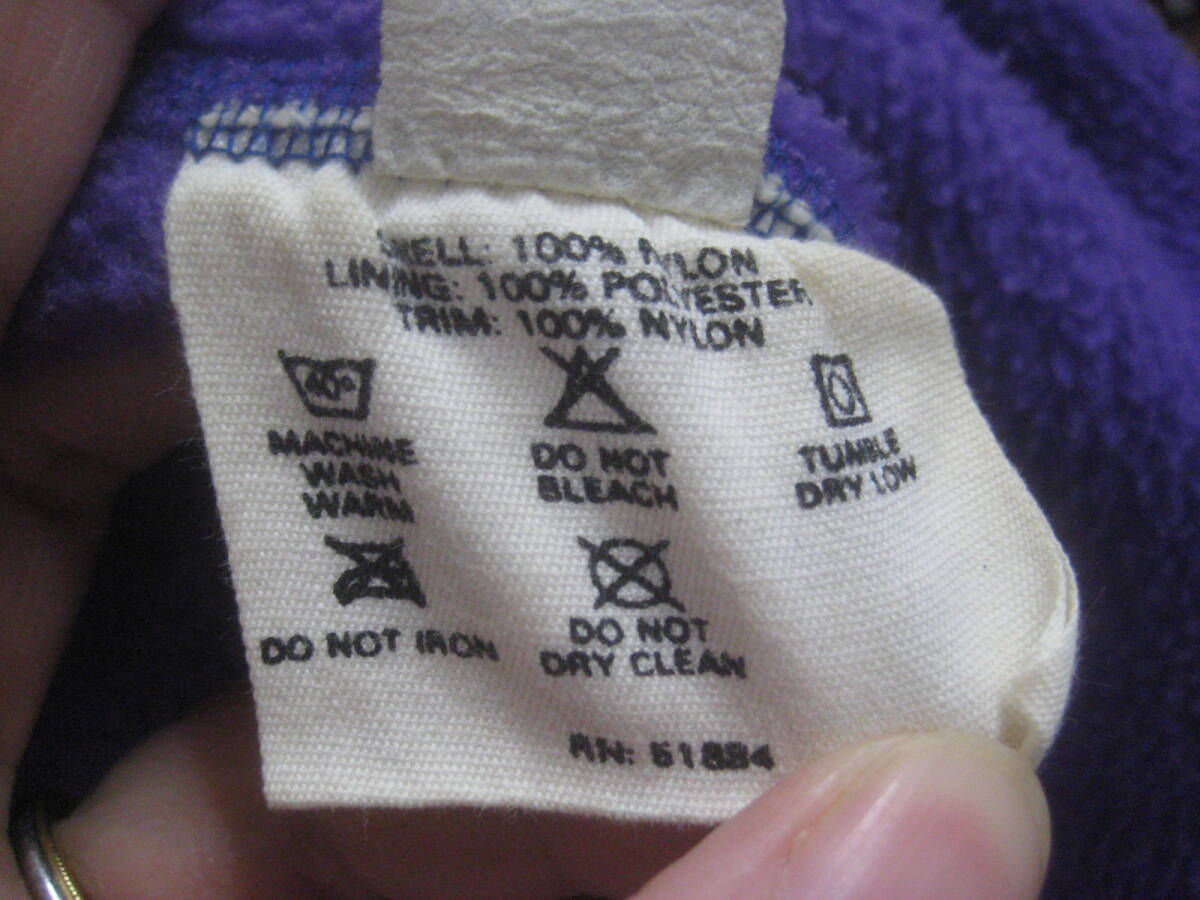 SHELL: 100% NYLON
LINING: 100% POLYESTER
TRIM: 100% NYLON
40°
MACHINE
WASH
WARM
DO NOT
BLEACH
TUMBLE
DRY LOW
DO NOT IRON
DO NOT
DRY CLEAN
RN: 51884